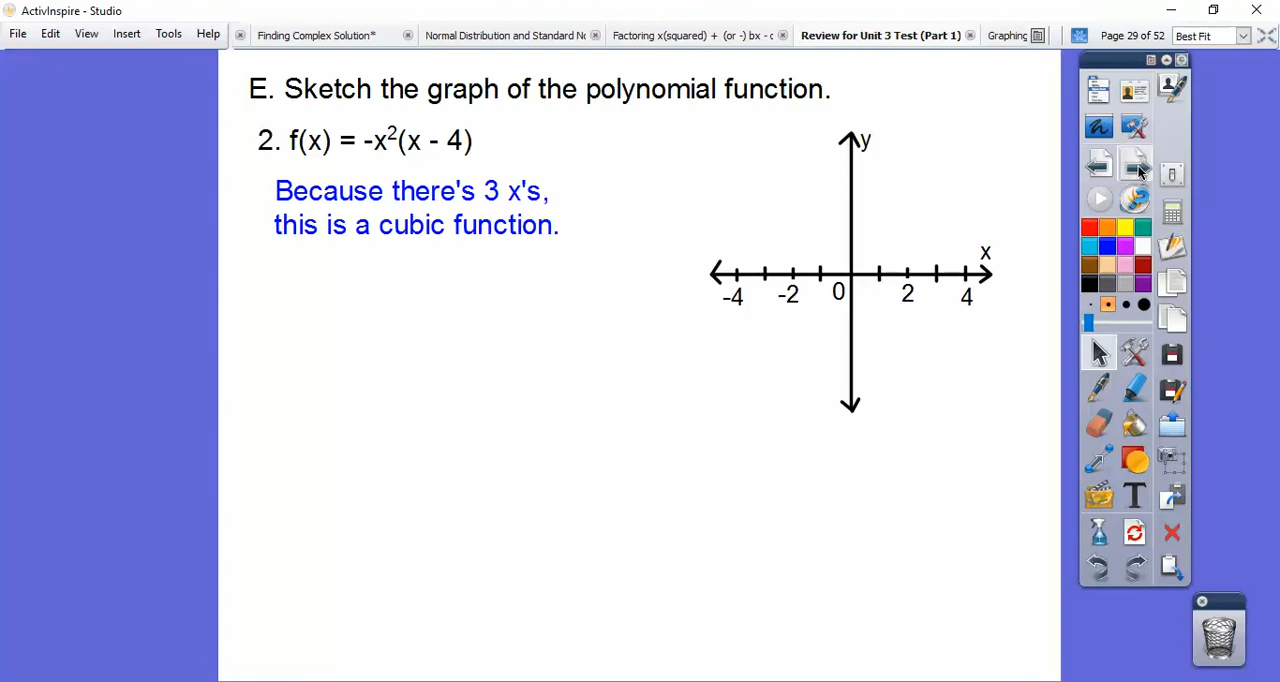 ActivInspire - Studio
File Edit View Insert Tools Help
Finding Complex Solution*
Normal Distribution and Standard No
Factoring x(squared) + (or -) bx - c
Review for Unit 3 Test (Part 1)
Graphing
Page 29 of 52
Best Fit
E. Sketch the graph of the polynomial function.
2. f(x) = -x²(x - 4)
Because there's 3 x's,
this is a cubic function.
y
x
-4 -2 0 2 4
T